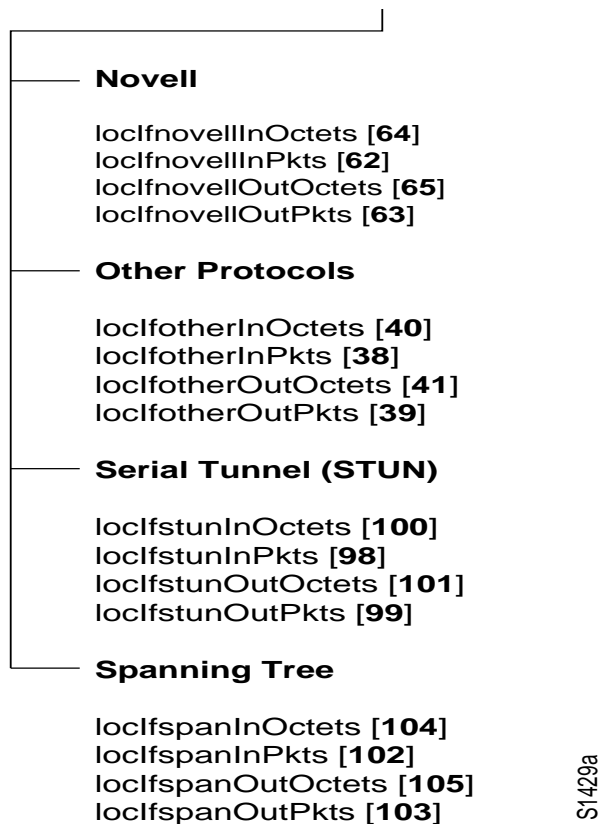 Novell
locIfnovellInOctets [64]
locIfnovellInPkts [62]
locIfnovellOutOctets [65]
locIfnovellOutPkts [63]
Other Protocols
locIfotherInOctets [40]
locIfotherInPkts [38]
locIfotherOutOctets [41]
locIfotherOutPkts [39]
Serial Tunnel (STUN)
locIfstunInOctets [100]
locIfstunInPkts [98]
locIfstunOutOctets [101]
locIfstunOutPkts [99]
Spanning Tree
locIfspanInOctets [104]
locIfspanInPkts [102]
locIfspanOutOctets [105]
locIfspanOutPkts [103]
S1429a